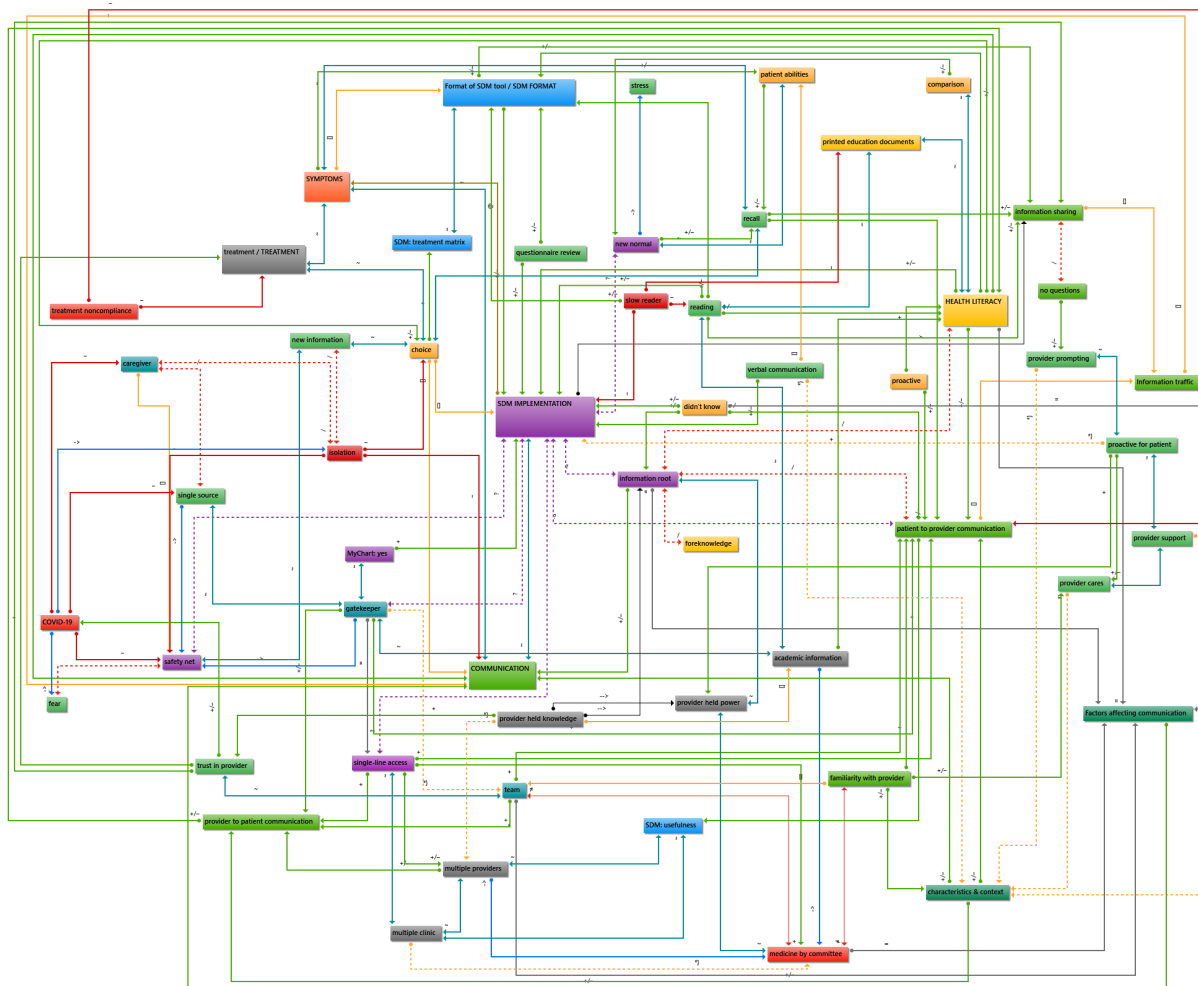 patient abilities
Format of SDM tool / SDM FORMAT
stress
comparison
printed education documents
SYMPTOMS
recall
information sharing
treatment / TREATMENT
SDM: treatment matrix
questionnaire review
new normal
no questions
treatment noncompliance
slow reader
reading
HEALTH LITERACY
new information
choice
provider prompting
caregiver
verbal communication
proactive
Information traffic
SDM IMPLEMENTATION
didn't know
isolation
proactive for patient
information root
single source
patient to provider communication
provider support
foreknowledge
MyChart: yes
provider cares
gatekeeper
COVID-19
safety net
COMMUNICATION
academic information
fear
provider held power
provider held knowledge
Factors affecting communication
trust in provider
single-line access
familiarity with provider
team
provider to patient communication
SDM: usefulness
multiple providers
characteristics & context
multiple clinic
medicine by committee